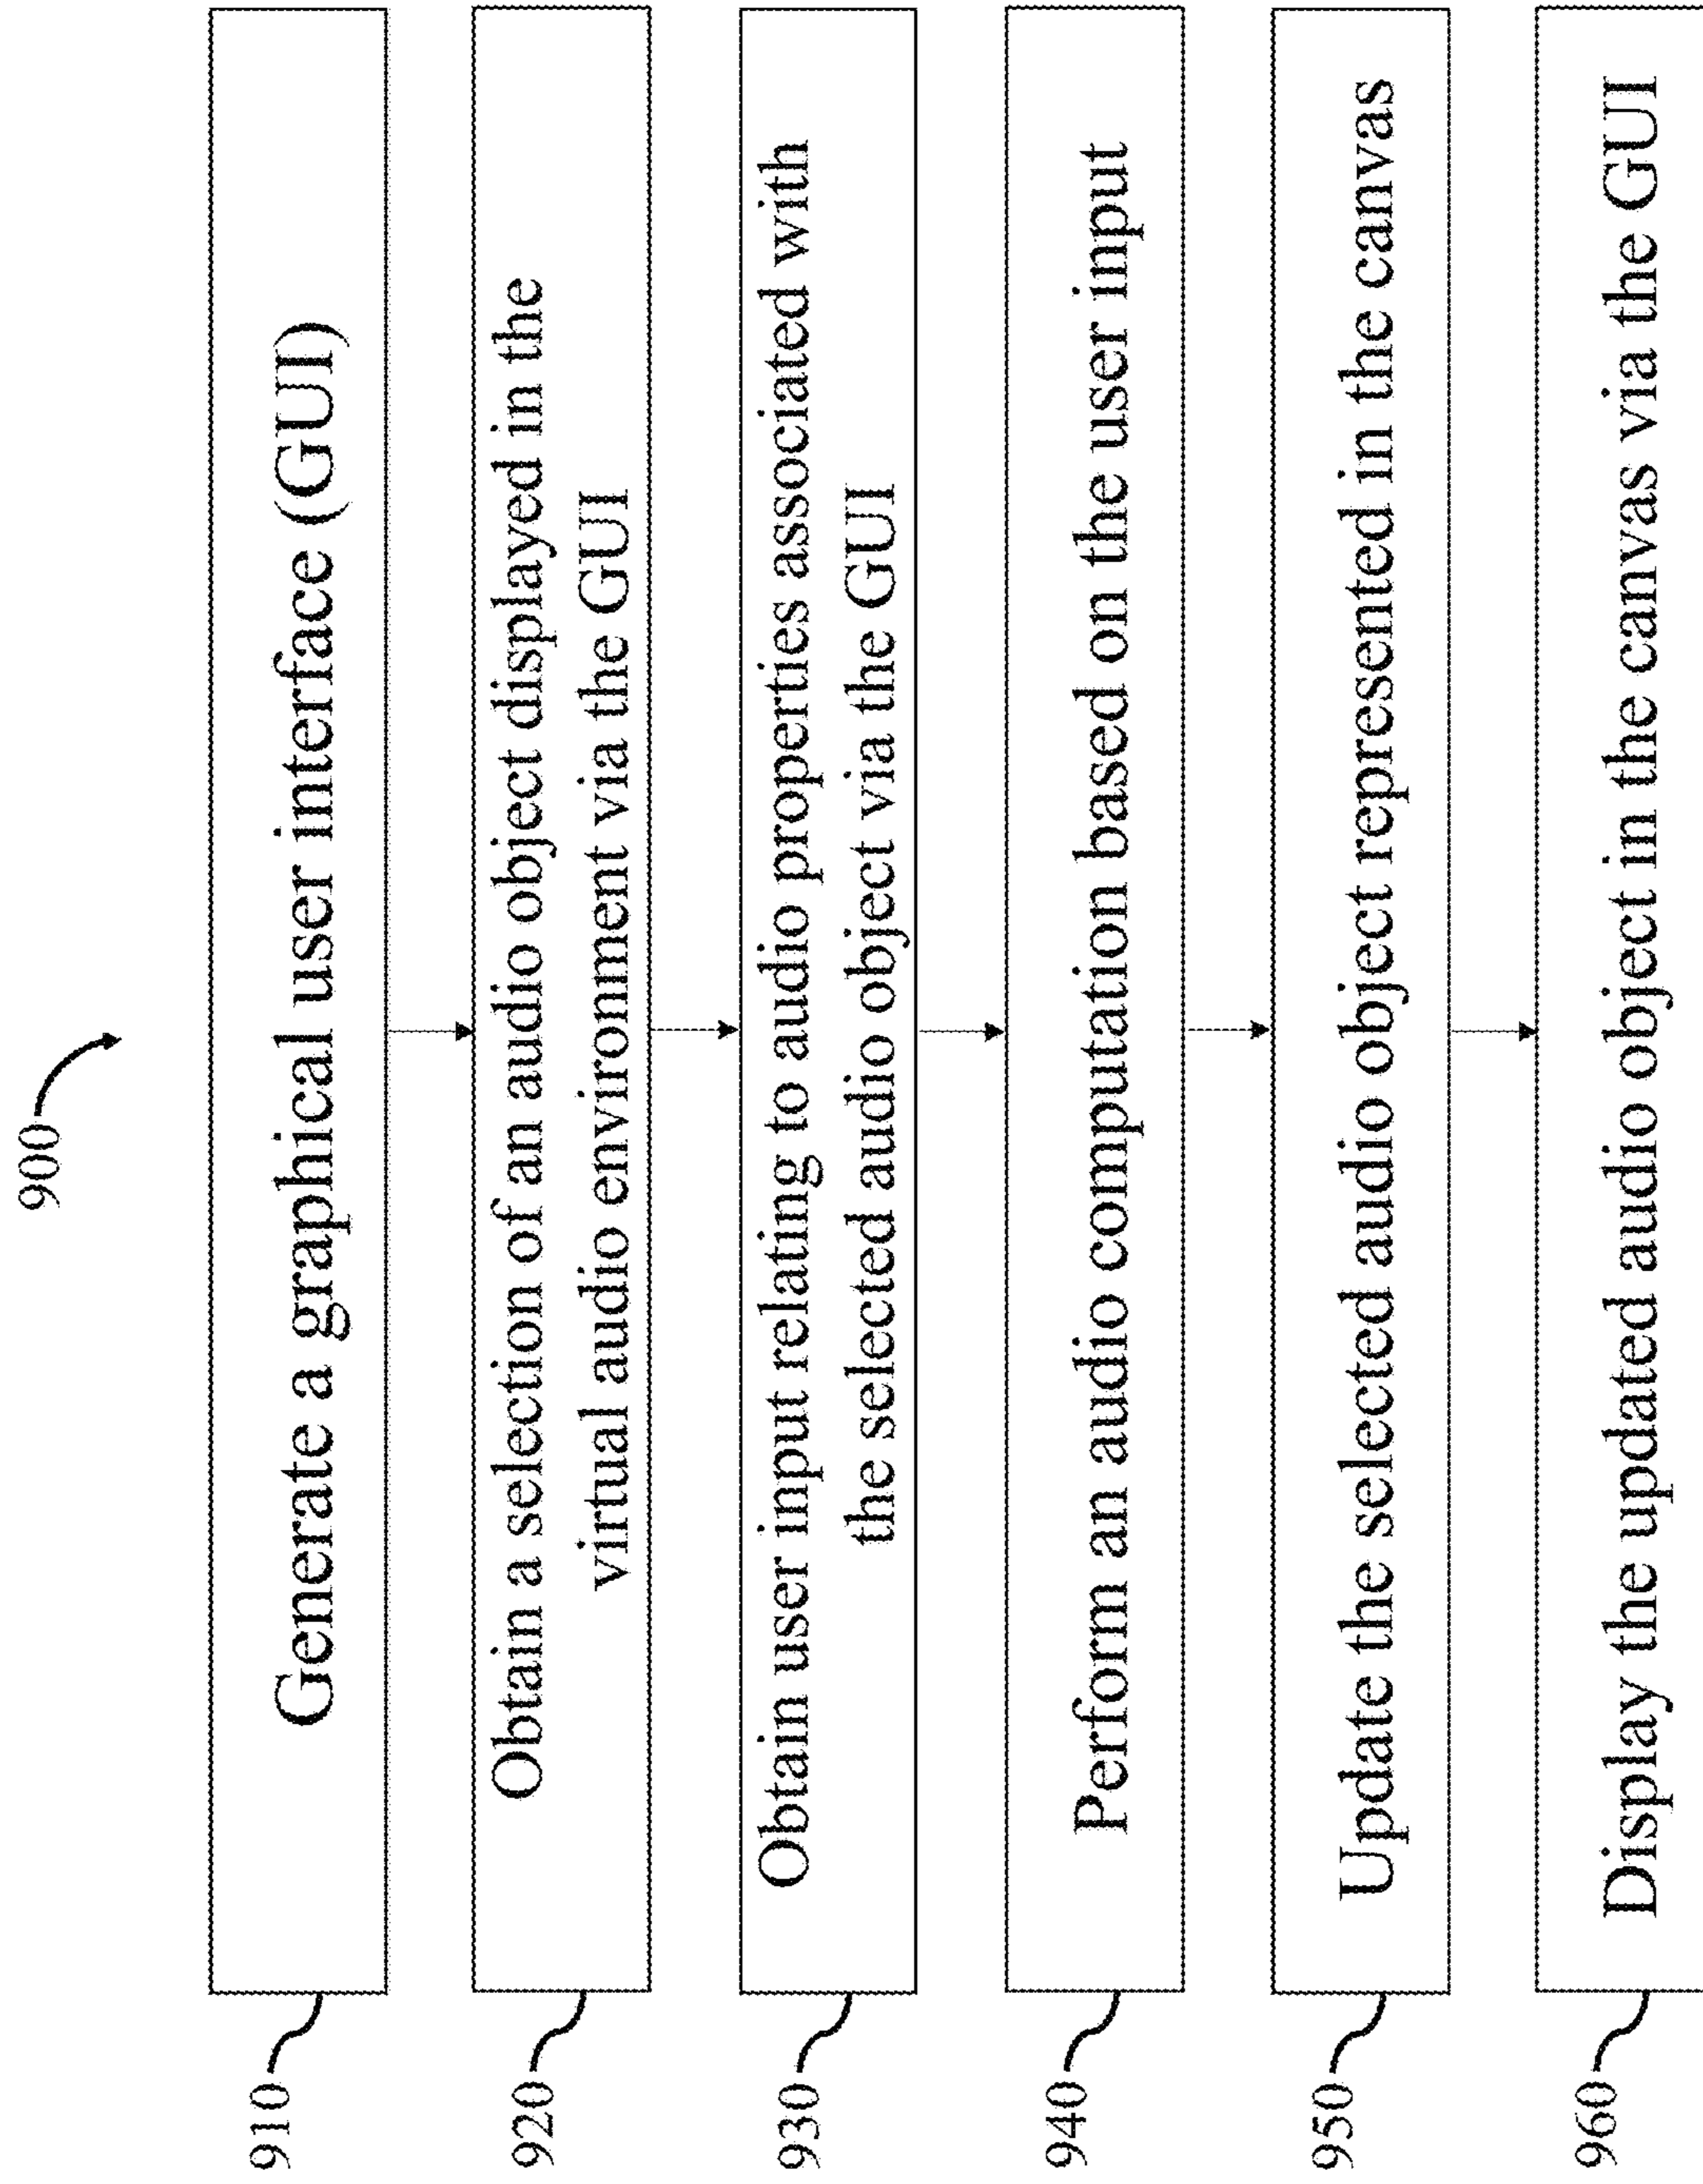 900
910
Generate a graphical user interface (GUI)
920
Obtain a selection of an audio object displayed in the
virtual audio environment via the GUI
930
Obtain user input relating to audio properties associated with
the selected audio object via the GUI
940
Perform an audio computation based on the user input
950
Update the selected audio object represented in the canvas
960
Display the updated audio object in the canvas via the GUI